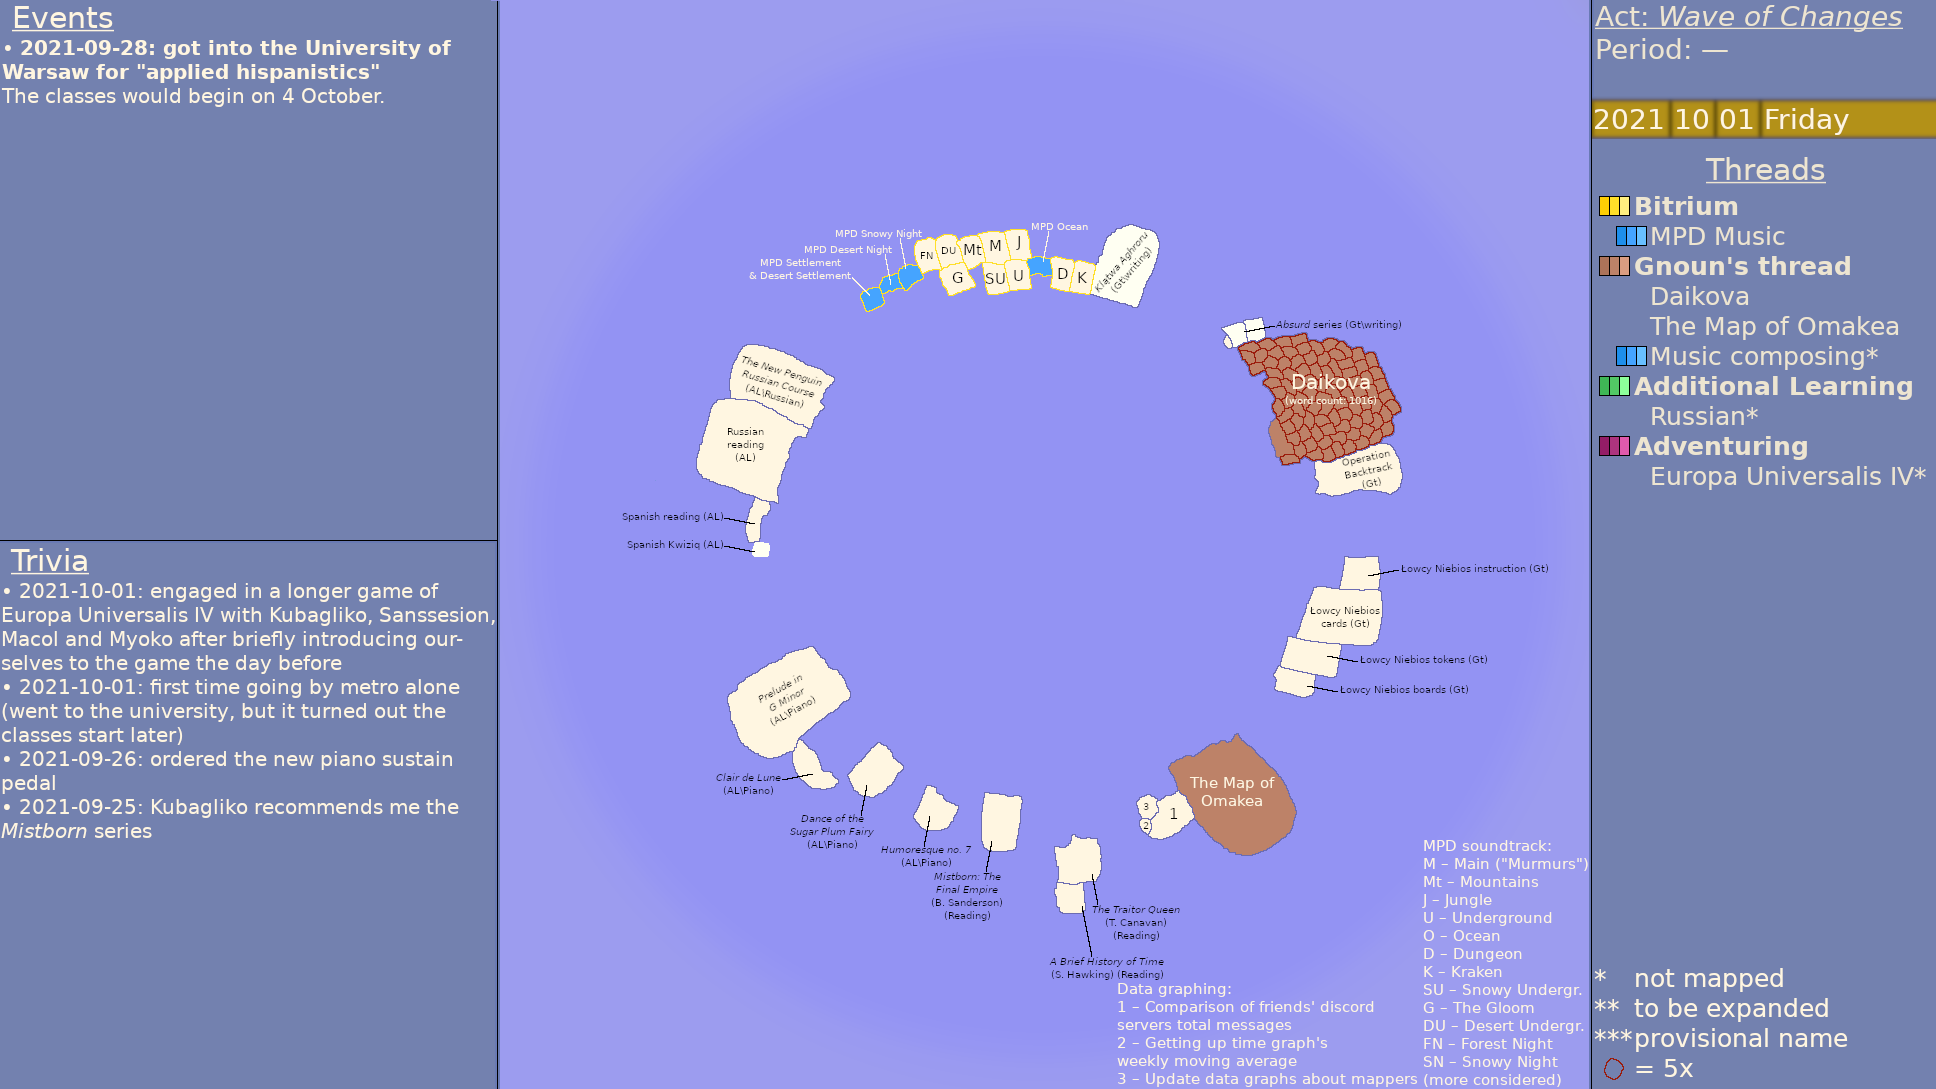 Events
• 2021-09-28: got into the University of
Warsaw for "applied hispanistics"
The classes would begin on 4 October.
Trivia
• 2021-10-01: engaged in a longer game of
Europa Universalis IV with Kubagliko, Sanssesion,
Macol and Myoko after briefly introducing our-
selves to the game the day before
• 2021-10-01: first time going by metro alone
(went to the university, but it turned out the
classes start later)
• 2021-09-26: ordered the new piano sustain
pedal
• 2021-09-25: Kubagliko recommends me the
Mistborn series
MPD Snowy Night
MPD Desert Night
MPD Settlement
& Desert Settlement
FN
DU
Mt
M
J
G
SU
U
MPD Ocean
D
K
Klątwa Aghroru
(Gt\writing)
Absurd series (Gt\writing)
Daikova
(word count: 1016)
Operation
Backtrack
(Gt)
The New Penguin
Russian Course
(AL\Russian)
Russian
reading
(AL)
Spanish reading (AL)
Spanish Kwiziq (AL)
Łowcy Niebios instruction (Gt)
Łowcy Niebios
cards (Gt)
Łowcy Niebios tokens (Gt)
Łowcy Niebios boards (Gt)
Prelude in
G Minor
(AL\Piano)
Clair de Lune
(AL\Piano)
Dance of the
Sugar Plum Fairy
(AL\Piano)
Humoresque no. 7
(AL\Piano)
Mistborn: The
Final Empire
(B. Sanderson)
(Reading)
The Traitor Queen
(T. Canavan)
(Reading)
A Brief History of Time
(S. Hawking) (Reading)
3
2
1
The Map of
Omakea
Data graphing:
1 – Comparison of friends' discord
servers total messages
2 – Getting up time graph's
weekly moving average
3 – Update data graphs about mappers
MPD soundtrack:
M – Main ("Murmurs")
Mt – Mountains
J – Jungle
U – Underground
O – Ocean
D – Dungeon
K – Kraken
SU – Snowy Undergr.
G – The Gloom
DU – Desert Undergr.
FN – Forest Night
SN – Snowy Night
(more considered)
Act: Wave of Changes
Period: —
2021 10 01 Friday
Threads
Bitrium
MPD Music
Gnoun's thread
Daikova
The Map of Omakea
Music composing*
Additional Learning
Russian*
Adventuring
Europa Universalis IV*
* not mapped
** to be expanded
*** provisional name
= 5x